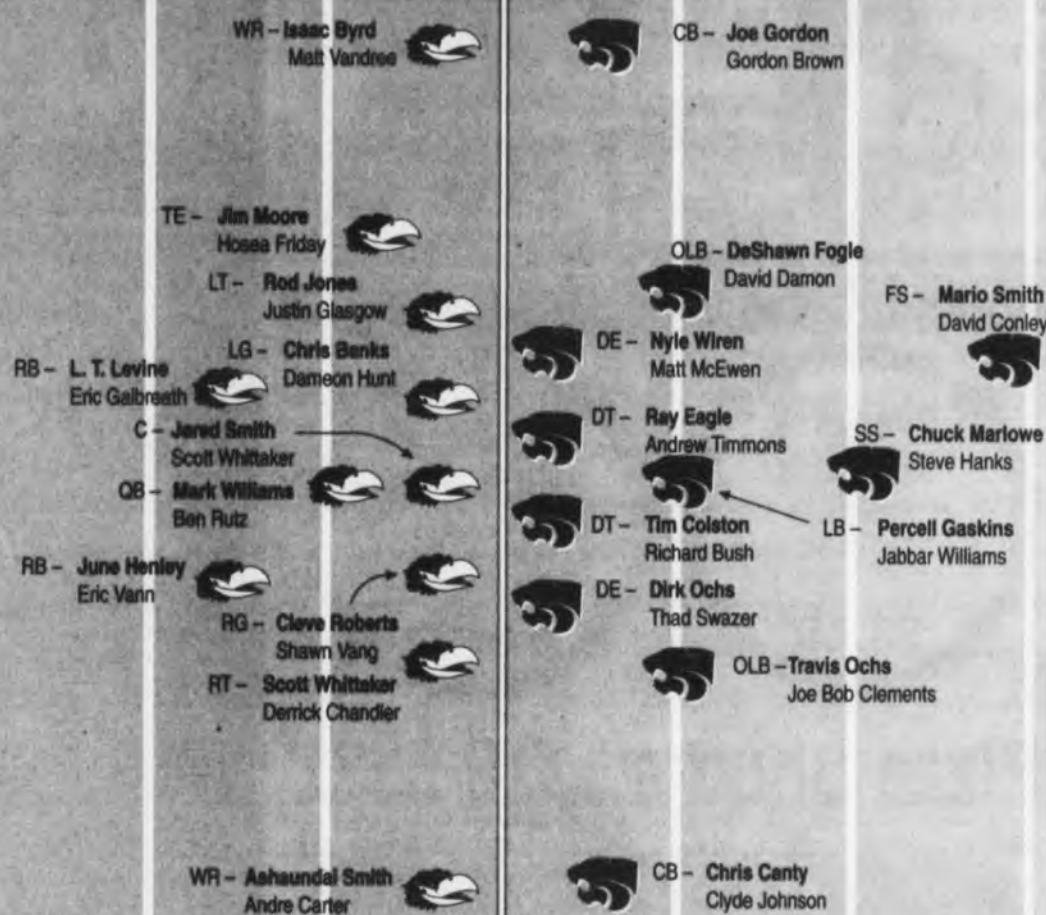 WR – Isaac Byrd
Matt Vandree
TE – Jim Moore
Hosea Friday
LT – Rod Jones
Justin Glasgow
LG – Chris Banks
Dameon Hunt
RB – L. T. Levine
Eric Galbreath
C – Jared Smith
Scott Whittaker
QB – Mark Williams
Ben Rutz
RB – June Henley
Eric Vann
RG – Cleve Roberts
Shawn Vang
RT – Scott Whittaker
Derrick Chandler
WR – Ashaundai Smith
Andre Carter
CB – Joe Gordon
Gordon Brown
OLB – DeShawn Fogle
David Damon
FS – Mario Smith
David Conley
DE – Nyle Wiren
Matt McEwen
DT – Ray Eagle
Andrew Timmons
SS – Chuck Marlowe
Steve Hanks
DT – Tim Colston
Richard Bush
LB – Percell Gaskins
Jabbar Williams
DE – Dirk Ochs
Thad Swazer
OLB – Travis Ochs
Joe Bob Clements
CB – Chris Canty
Clyde Johnson